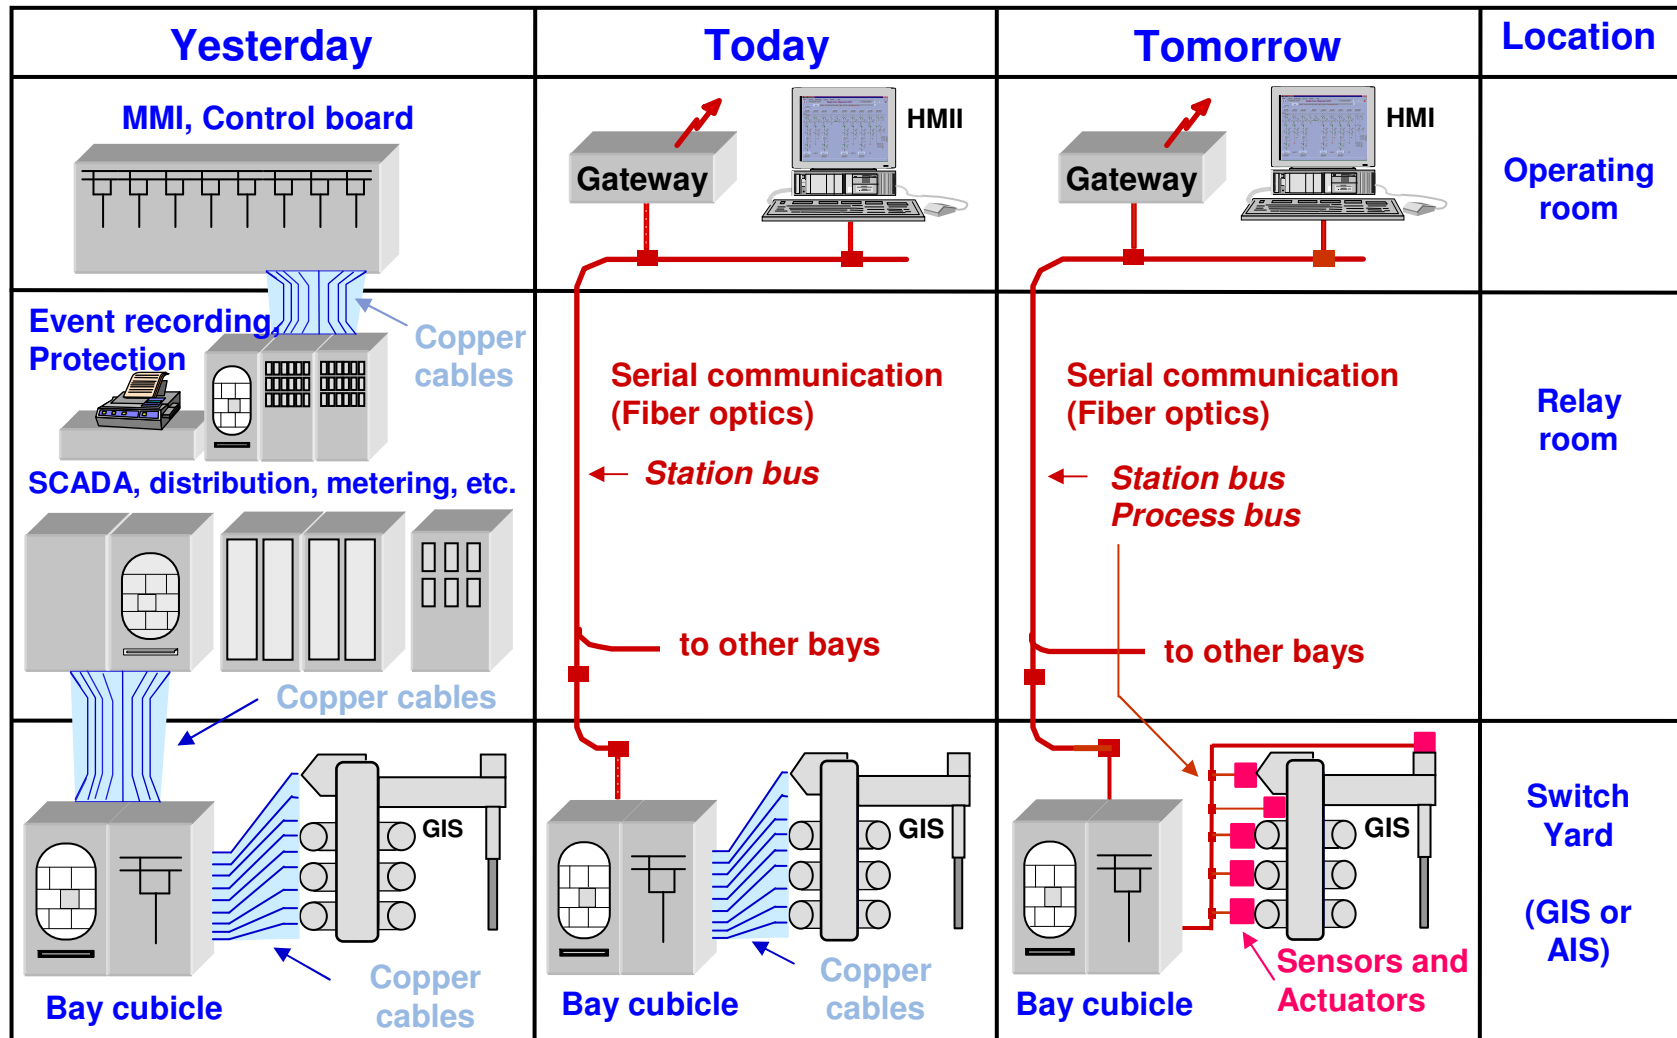 Yesterday
Today
Tomorrow
Location
MMI, Control board
HMII
Gateway
HMI
Gateway
Operating
room
Event recording,
Protection
Copper
cables
SCADA, distribution, metering, etc.
Serial communication
(Fiber optics)
Station bus
to other bays
Serial communication
(Fiber optics)
Station bus
Process bus
to other bays
Relay
room
Copper cables
GIS
Copper
cables
Bay cubicle
GIS
Copper
cables
Bay cubicle
GIS
Sensors and
Actuators
Bay cubicle
Switch
Yard
(GIS or
AIS)